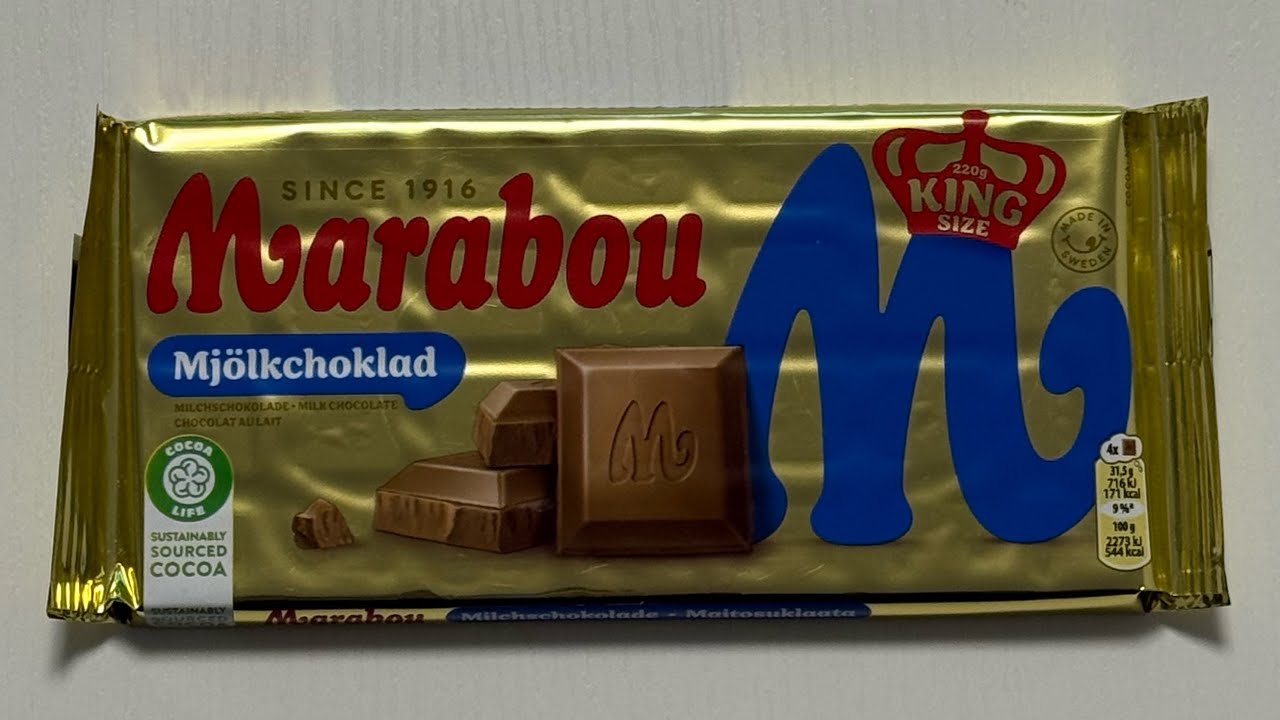 SINCE 1916
Marabou
Mjölkchoklad
MILCHSCHOKOLADE • MILK CHOCOLATE
CHOCOLAT AU LAIT
COCOA
LIFE
SUSTAINABLY
SOURCED
COCOA
M
M
220g
KING
SIZE
MADE IN
SWEDEN
4x
31,5 g
716 kJ
171 kcal
9 %*
100 g
2273 kJ
544 kcal
SUSTAINABLY
Marabou
Milchschokolade • Maitosuklaata